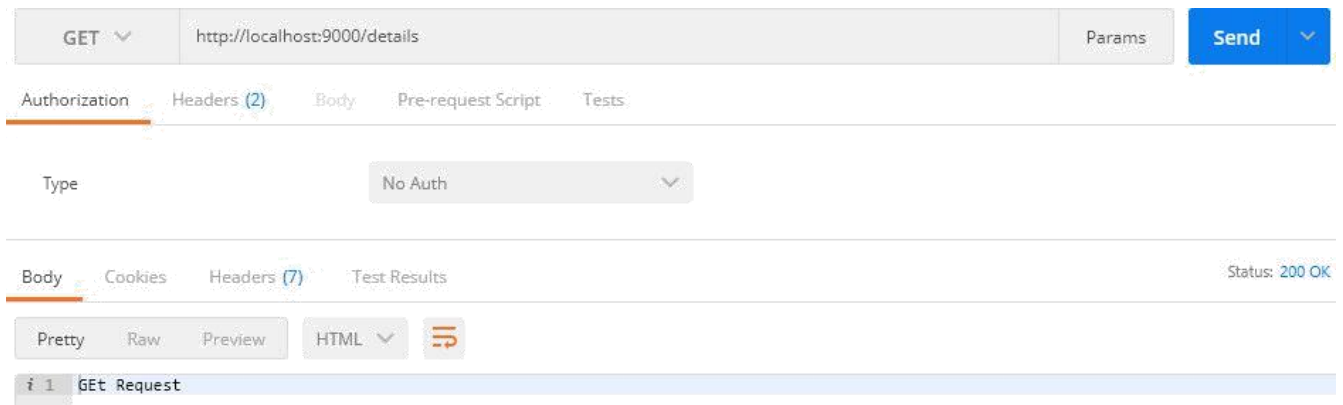 GET http://localhost:9000/details Params Send
Authorization Headers (2) Body Pre-request Script Tests
Type No Auth
Body Cookies Headers (7) Test Results Status: 200 OK
Pretty Raw Preview HTML
i 1 GEt Request